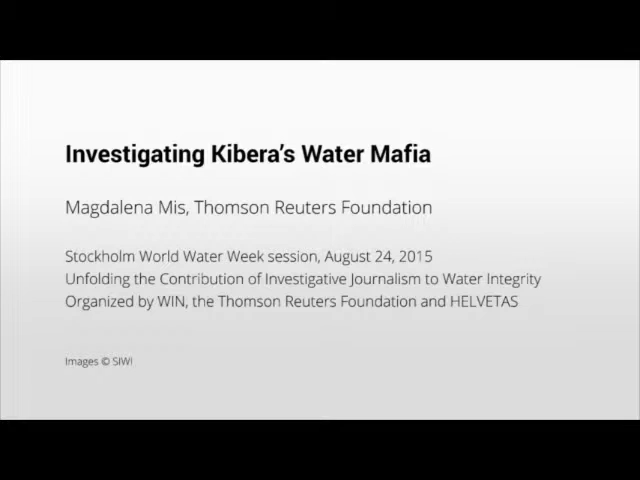 Investigating Kibera's Water Mafia
Magdalena Mis, Thomson Reuters Foundation
Stockholm World Water Week session, August 24, 2015
Unfolding the Contribution of Investigative Journalism to Water Integrity
Organized by WIN, the Thomson Reuters Foundation and HELVETAS
Images © SIWI